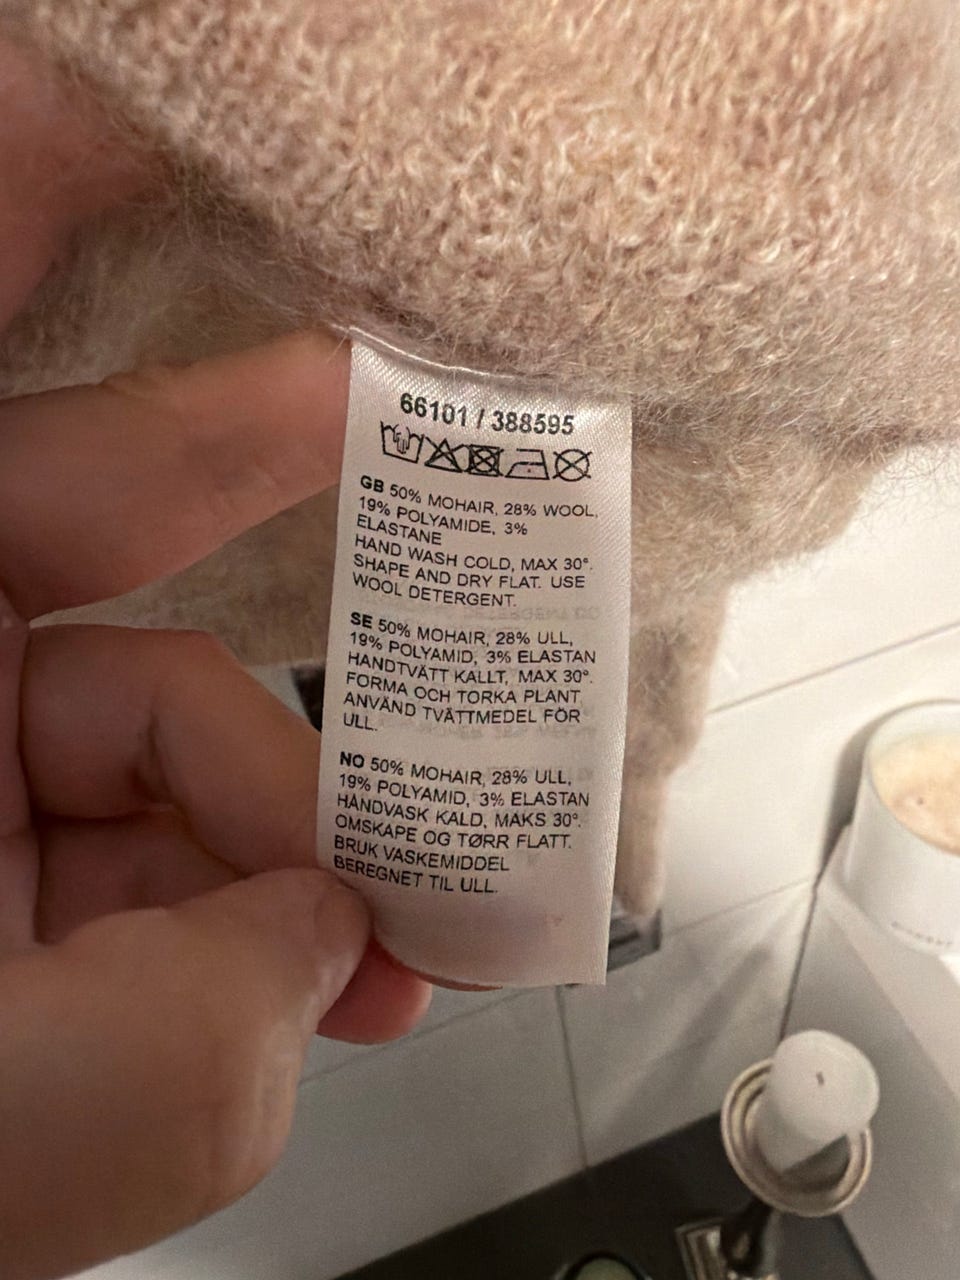 66101 / 388595
GB 50% MOHAIR, 28% WOOL,
19% POLYAMIDE, 3%
ELASTANE
HAND WASH COLD, MAX 30°.
SHAPE AND DRY FLAT. USE
WOOL DETERGENT.
SE 50% MOHAIR, 28% ULL,
19% POLYAMID, 3% ELASTAN
HANDTVÄTT KALLT, MAX 30°.
FORMA OCH TORKA PLANT
ANVÄND TVÄTTMEDEL FÖR
ULL.
NO 50% MOHAIR, 28% ULL,
19% POLYAMID, 3% ELASTAN
HÅNDVASK KALD, MAKS 30°.
OMSKAPE OG TØRR FLATT.
BRUK VASKEMIDDEL
BEREGNET TIL ULL.